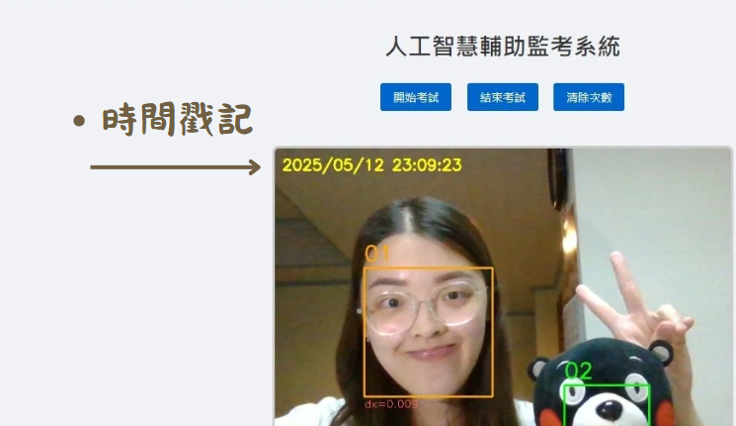 人工智慧輔助監考系統
開始考試 結束考試 清除次數
• 時間戳記
2025/05/12 23:09:23
01
02
dx=0.009